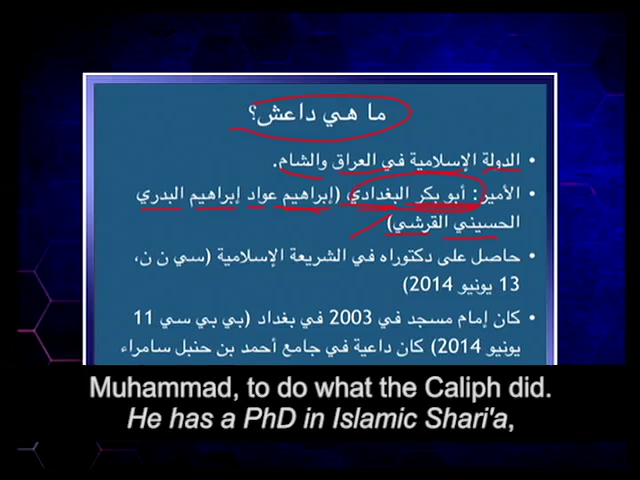 ما هي داعش؟
• الدولة الإسلامية في العراق والشام.
• الأمير: أبو بكر البغدادي (إبراهيم عواد إبراهيم البدري
الحسيني القرشي)
• حاصل على دكتوراه في الشريعة الإسلامية (سي ن ن،
13 يونيو 2014)
• كان إمام مسجد في 2003 في بغداد (بي بي سي 11
يونيو 2014) كان داعية في جامع أحمد بن حنبل سامراء
Muhammad, to do what the Caliph did.
He has a PhD in Islamic Shari'a,